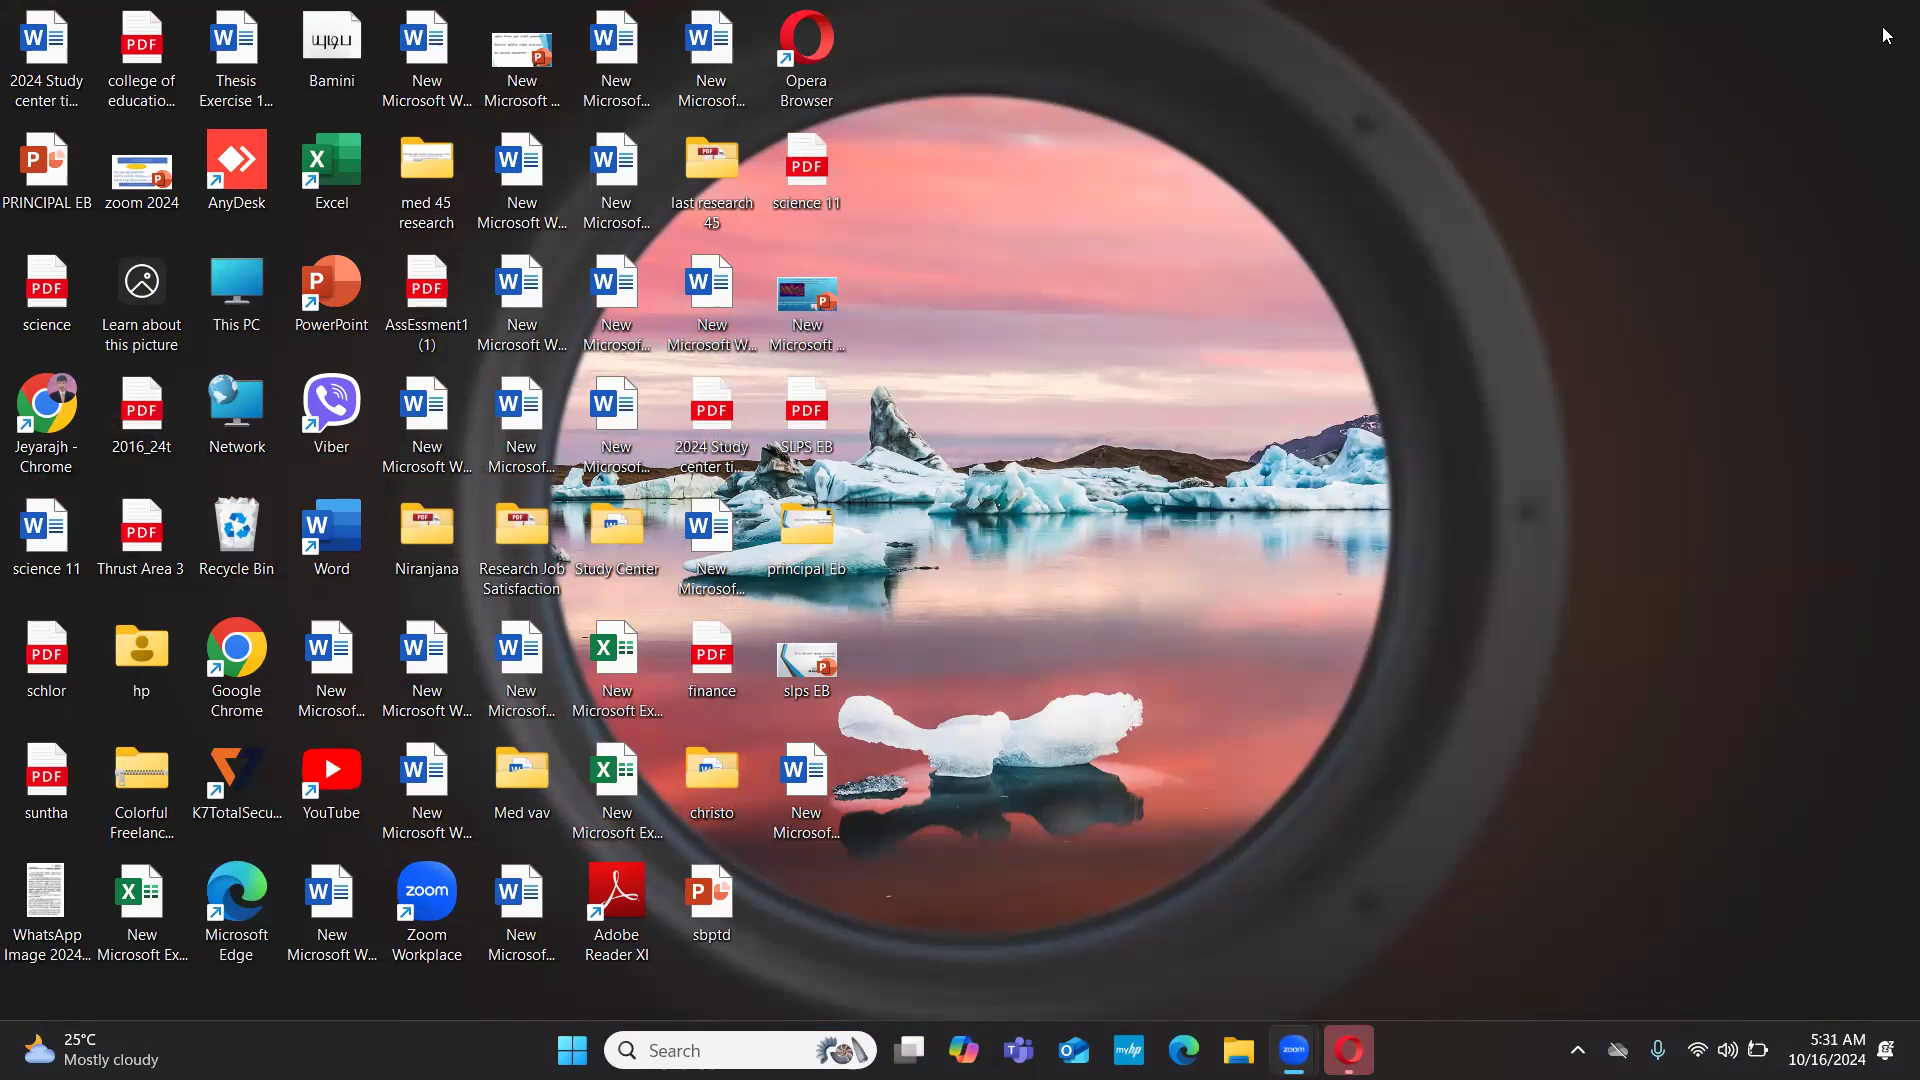 2024 Study
center ti...
college of
educatio...
Thesis
Exercise 1...
Bamini
New
Microsoft W...
New
Microsoft ...
New
Microsof...
New
Microsof...
Opera
Browser
PRINCIPAL EB
zoom 2024
AnyDesk
Excel
med 45
research
New
Microsoft W...
New
Microsof...
last research
45
science 11
science
Learn about
this picture
This PC
PowerPoint
AssEssment1
(1)
New
Microsoft W...
New
Microsof...
New
Microsoft W...
New
Microsoft ...
Jeyarajh -
Chrome
2016_24t
Network
Viber
New
Microsoft W...
New
Microsof...
New
Microsof...
2024 Study
center ti...
SLPS EB
science 11
Thrust Area 3
Recycle Bin
Word
Niranjana
Research Job
Satisfaction
Study Center
New
Microsof...
principal Eb
schlor
hp
Google
Chrome
New
Microsof...
New
Microsoft W...
New
Microsof...
New
Microsoft Ex...
finance
slps EB
suntha
Colorful
Freelanc...
K7TotalSecu...
YouTube
New
Microsoft W...
Med vav
New
Microsoft Ex...
christo
New
Microsof...
WhatsApp
Image 2024...
New
Microsoft Ex...
Microsoft
Edge
New
Microsoft W...
zoom
Zoom
Workplace
New
Microsof...
Adobe
Reader XI
sbptd
25°C
Mostly cloudy
Search
myhp
zoom
5:31 AM
10/16/2024